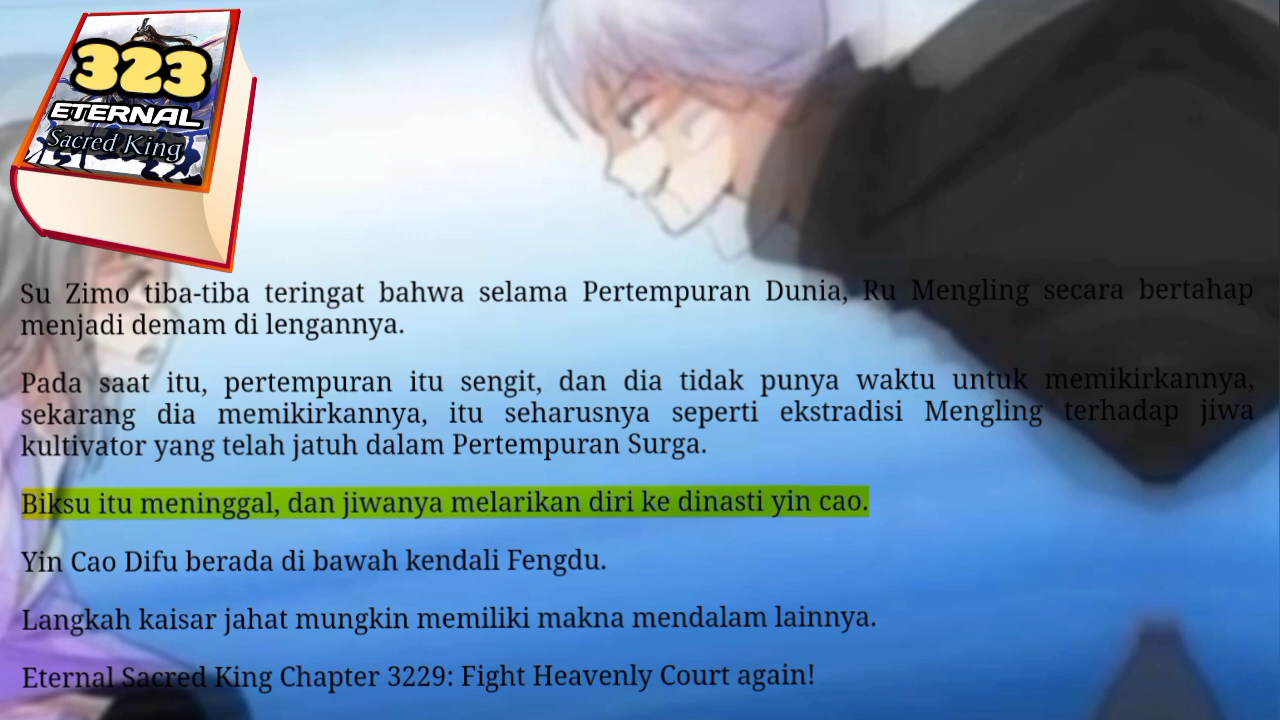 323
ETERNAL
Sacred King
Su Zimo tiba-tiba teringat bahwa selama Pertempuran Dunia, Ru Mengling secara bertahap
menjadi demam di lengannya.
Pada saat itu, pertempuran itu sengit, dan dia tidak punya waktu untuk memikirkannya,
sekarang dia memikirkannya, itu seharusnya seperti ekstradisi Mengling terhadap jiwa
kultivator yang telah jatuh dalam Pertempuran Surga.
Biksu itu meninggal, dan jiwanya melarikan diri ke dinasti yin cao.
Yin Cao Difu berada di bawah kendali Fengdu.
Langkah kaisar jahat mungkin memiliki makna mendalam lainnya.
Eternal Sacred King Chapter 3229: Fight Heavenly Court again!